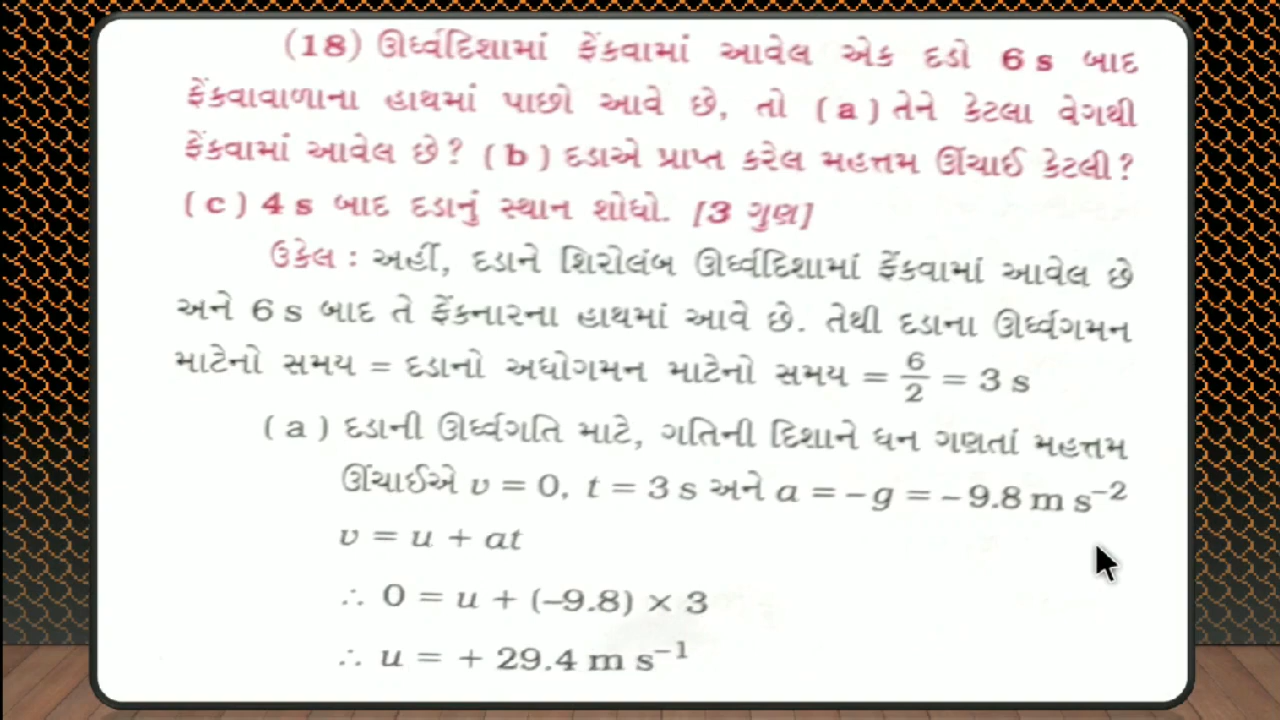 (18) ઊર્ધ્વદિશામાં ફેંકવામાં આવેલ એક દડો 6 s બાદ
ફેંકવાવાળાના હાથમાં પાછો આવે છે, તો (a) તેને કેટલા વેગથી
ફેંકવામાં આવેલ છે? (b) દડાએ પ્રાપ્ત કરેલ મહત્તમ ઊંચાઈ કેટલી?
(c) 4 s બાદ દડાનું સ્થાન શોધો. [3 ગુણ]
ઉકેલ : અહીં, દડાને શિરોલંબ ઊર્ધ્વદિશામાં ફેંકવામાં આવેલ છે
અને 6 s બાદ તે ફેંકનારના હાથમાં આવે છે. તેથી દડાના ઊર્ધ્વગમન
માટેનો સમય = દડાનો અધોગમન માટેનો સમય = 6/2 = 3 s
(a) દડાની ઊર્ધ્વગતિ માટે, ગતિની દિશાને ધન ગણતાં મહત્તમ
ઊંચાઈએ v = 0, t = 3 s અને a = –g = – 9.8 m s⁻²
v = u + at
∴ 0 = u + (–9.8) × 3
∴ u = + 29.4 m s⁻¹